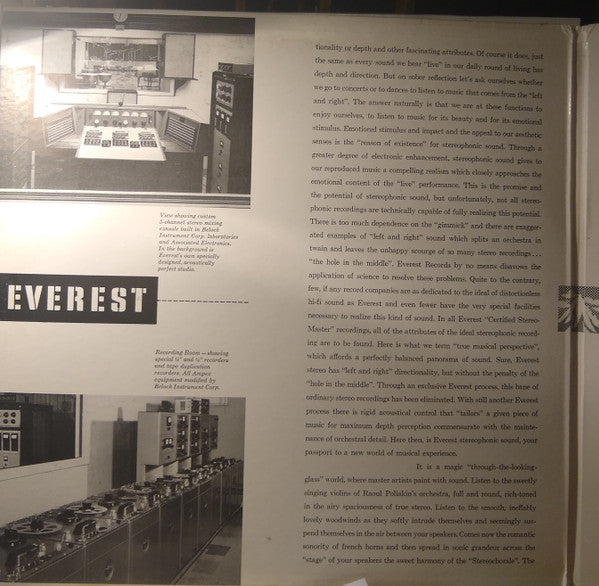 View showing custom
3-channel stereo mixing
console built in Belock
Instrument Corp. laboratories
and Associated Electronics.
In the background is
Everest's own specially
designed, acoustically
perfect studio.
EVEREST
Recording Room — showing
special ¼" and ½" recorders
and tape duplication
recorders. All Ampex
equipment modified by
Belock Instrument Corp.
tionality or depth and other fascinating attributes. Of course it does, just
the same as every sound we hear "live" in our daily round of living has
depth and direction. But on sober reflection let's ask ourselves whether
we go to concerts or to dances to listen to music that comes from the "left
and right". The answer naturally is that we are at these functions to
enjoy ourselves, to listen to music for its beauty and for its emotional
stimulus. Emotional stimulus and impact and the appeal to our aesthetic
senses is the "reason of existence" for stereophonic sound. Through a
greater degree of electronic enhancement, stereophonic sound gives to
our reproduced music a compelling realism which closely approaches the
emotional content of the "live" performance. This is the promise and
the potential of stereophonic sound, but unfortunately, not all stereo-
phonic recordings are technically capable of fully realizing this potential.
There is too much dependence on the "gimmick" and there are exagger-
ated examples of "left and right" sound which splits an orchestra in
twain and leaves the unhappy scourge of so many stereo recordings...
"the hole in the middle". Everest Records by no means disavows the
application of science to resolve these problems. Quite to the contrary,
few, if any record companies are as dedicated to the ideal of distortionless
hi-fi sound as Everest and even fewer have the very special facilities
necessary to realize this kind of sound. In all Everest "Certified Stereo-
Master" recordings, all of the attributes of the ideal stereophonic record-
ing are to be found. Here is what we term "true musical perspective",
which affords a perfectly balanced panorama of sound. Sure, Everest
stereo has "left and right" directionality, but without the penalty of the
"hole in the middle". Through an exclusive Everest process, this bane of
ordinary stereo recordings has been eliminated. With still another Everest
process there is rigid acoustical control that "tailors" a given piece of
music for maximum depth perception commensurate with the mainte-
nance of orchestral detail. Here then, is Everest stereophonic sound, your
passport to a new world of musical experience.
It is a magic "through-the-looking-
glass" world, where master artists paint with sound. Listen to the sweetly
singing violins of Raoul Poliakin's orchestra, full and round, rich-toned
in the airy spaciousness of true stereo. Listen to the smooth, ineffably
lovely woodwinds as they softly intrude themselves and seemingly sus-
pend themselves in the air between your speakers. Comes now the romantic
sonority of french horns and then spread in sonic grandeur across the
"stage" of your speakers the sweet harmony of the "Stereochorale". The